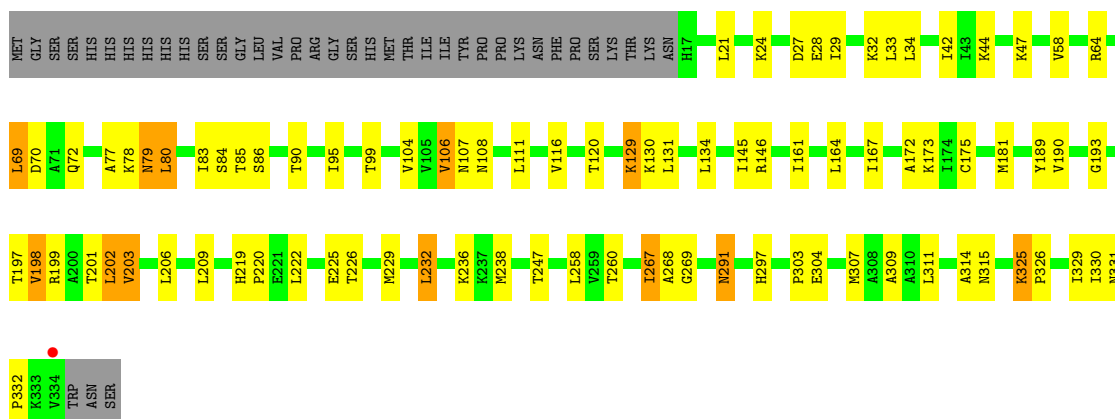 MET GLY SER SER HIS HIS HIS HIS HIS HIS SER SER GLY LEU VAL PRO ARG GLY SER HIS MET THR ILE ILE TYR PRO PRO LYS ASN PHE PRO SER LYS THR LYS ASN H17 L21 K24 D27 E28 I29 K32 L33 L34 I42 I43 K44 K47 V58 R64
L69 D70 A71 Q72 A77 K78 N79 L80 I83 S84 T85 S86 T90 I95 T99 V104 V105 V106 N107 N108 L111 V116 T120 K129 K130 L131 L134 I145 R146 I161 L164 I167 A172 K173 I174 C175 M181 Y189 V190 G193
T197 V198 R199 A200 T201 L202 V203 L206 L209 H219 P220 E221 L222 E225 T226 M229 L232 K236 K237 M238 T247 L258 V259 T260 I267 A268 G269 N291 H297 P303 E304 M307 A308 A309 A310 L311 A314 N315 K325 P326 I329 I330 N331
P332 K333 V334 TRP ASN SER